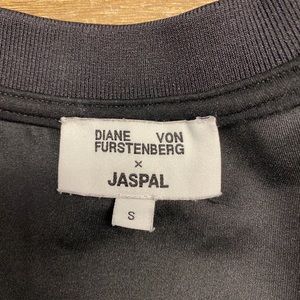 DIANE VON
FURSTENBERG
×
JASPAL
S